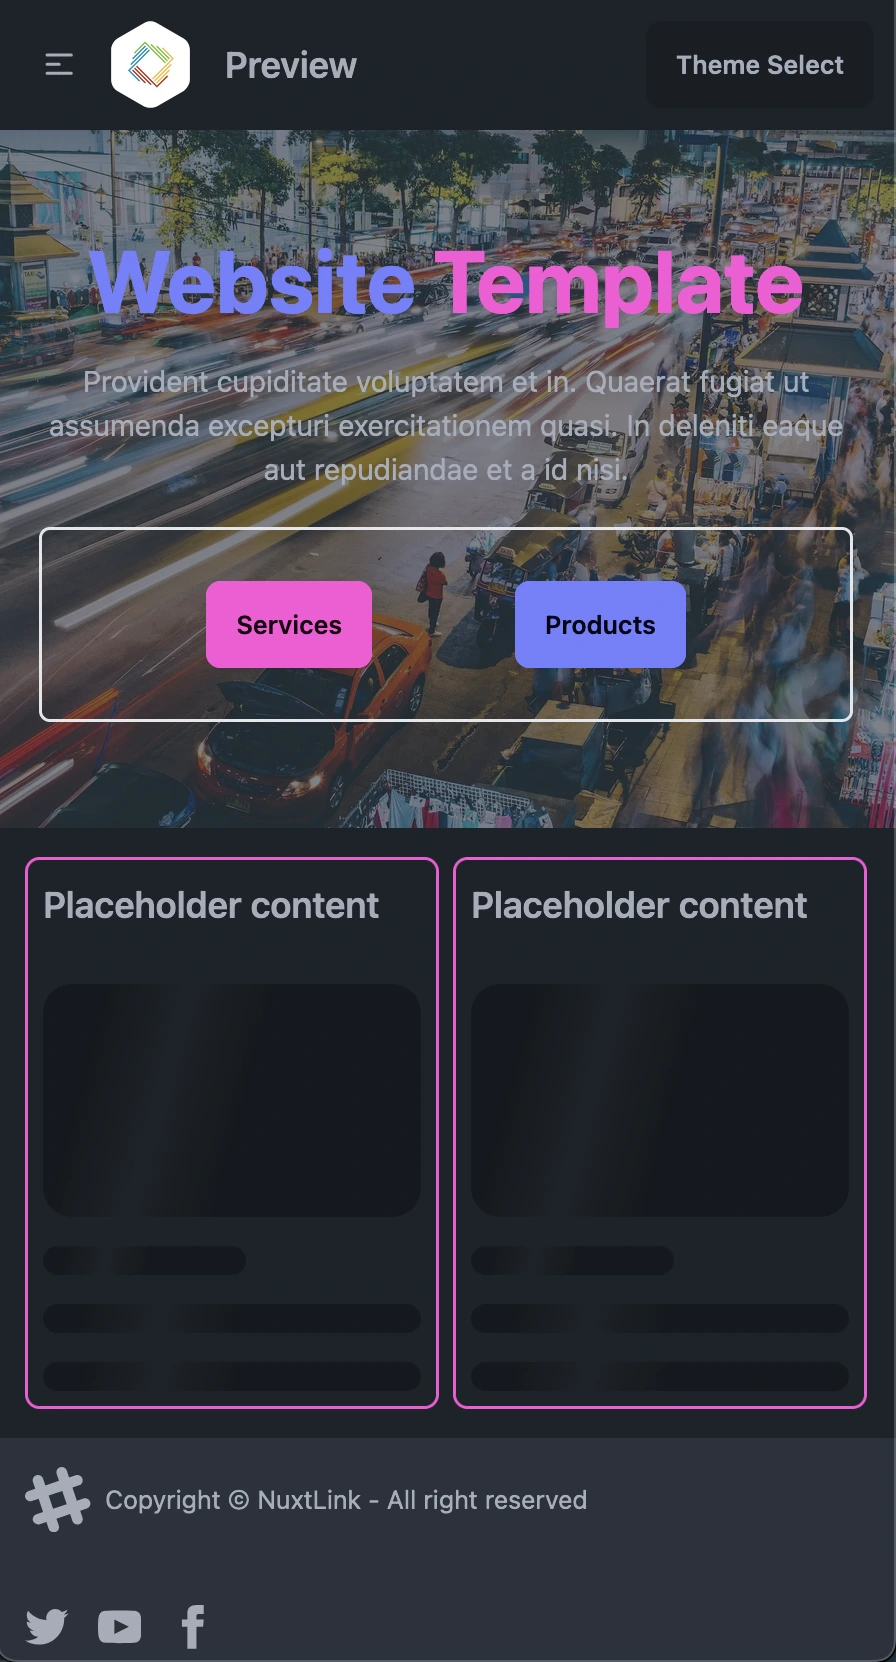 Preview
Theme Select
Website Template
Provident cupiditate voluptatem et in. Quaerat fugiat ut
assumenda excepturi exercitationem quasi. In deleniti eaque
aut repudiandae et a id nisi.
Services
Products
Placeholder content
Placeholder content
Copyright © NuxtLink - All right reserved